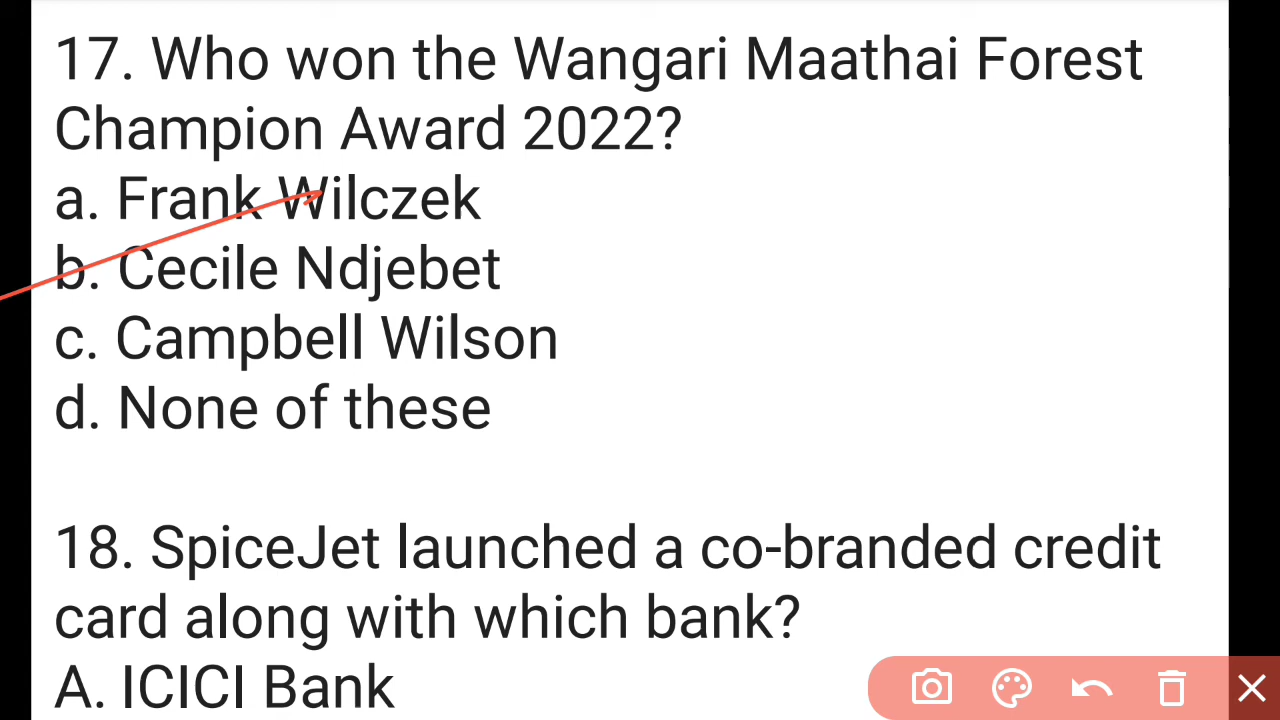 17. Who won the Wangari Maathai Forest
Champion Award 2022?
a. Frank Wilczek
b. Cecile Ndjebet
c. Campbell Wilson
d. None of these
18. SpiceJet launched a co-branded credit
card along with which bank?
A. ICICI Bank